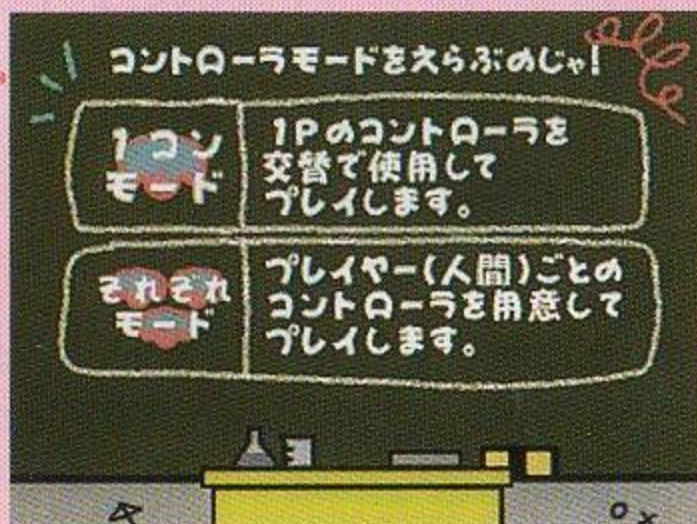 コントローラモードをえらぶのじゃ!
1コン
モード
1Pのコントローラを
交替で使用して
プレイします。
それぞれ
モード
プレイヤー(人間)ごとの
コントローラを用意して
プレイします。